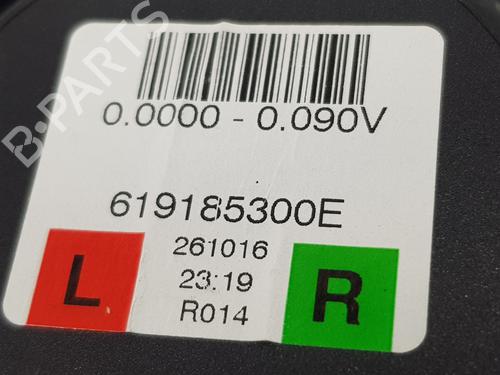 B-PARTS
0.0000 - 0.090V
619185300E
261016
L
23:19
R
R014